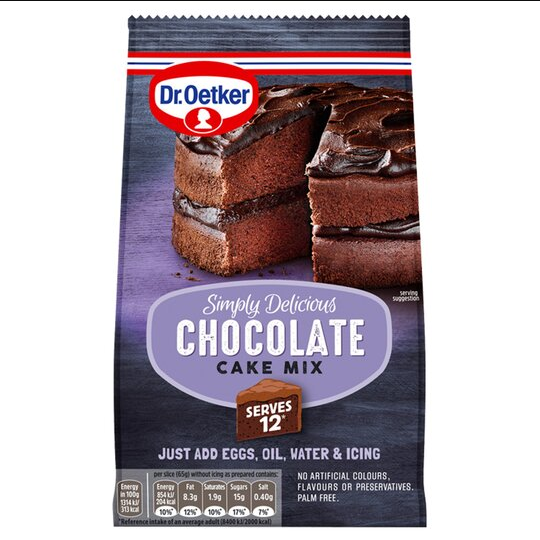 Dr.Oetker
serving
suggestion
Simply Delicious
CHOCOLATE
CAKE MIX
SERVES
12*
JUST ADD EGGS, OIL, WATER & ICING
per slice (65g) without icing as prepared contains:
Energy
in 100g
1314 kJ/
313 kcal
Energy
854 kJ/
204 kcal
10%*
Fat
8.3g
12%*
Saturates
1.9g
10%*
Sugars
15g
17%*
Salt
0.40g
7%*
*Reference intake of an average adult (8400 kJ/2000 kcal)
NO ARTIFICIAL COLOURS,
FLAVOURS OR PRESERVATIVES.
PALM FREE.